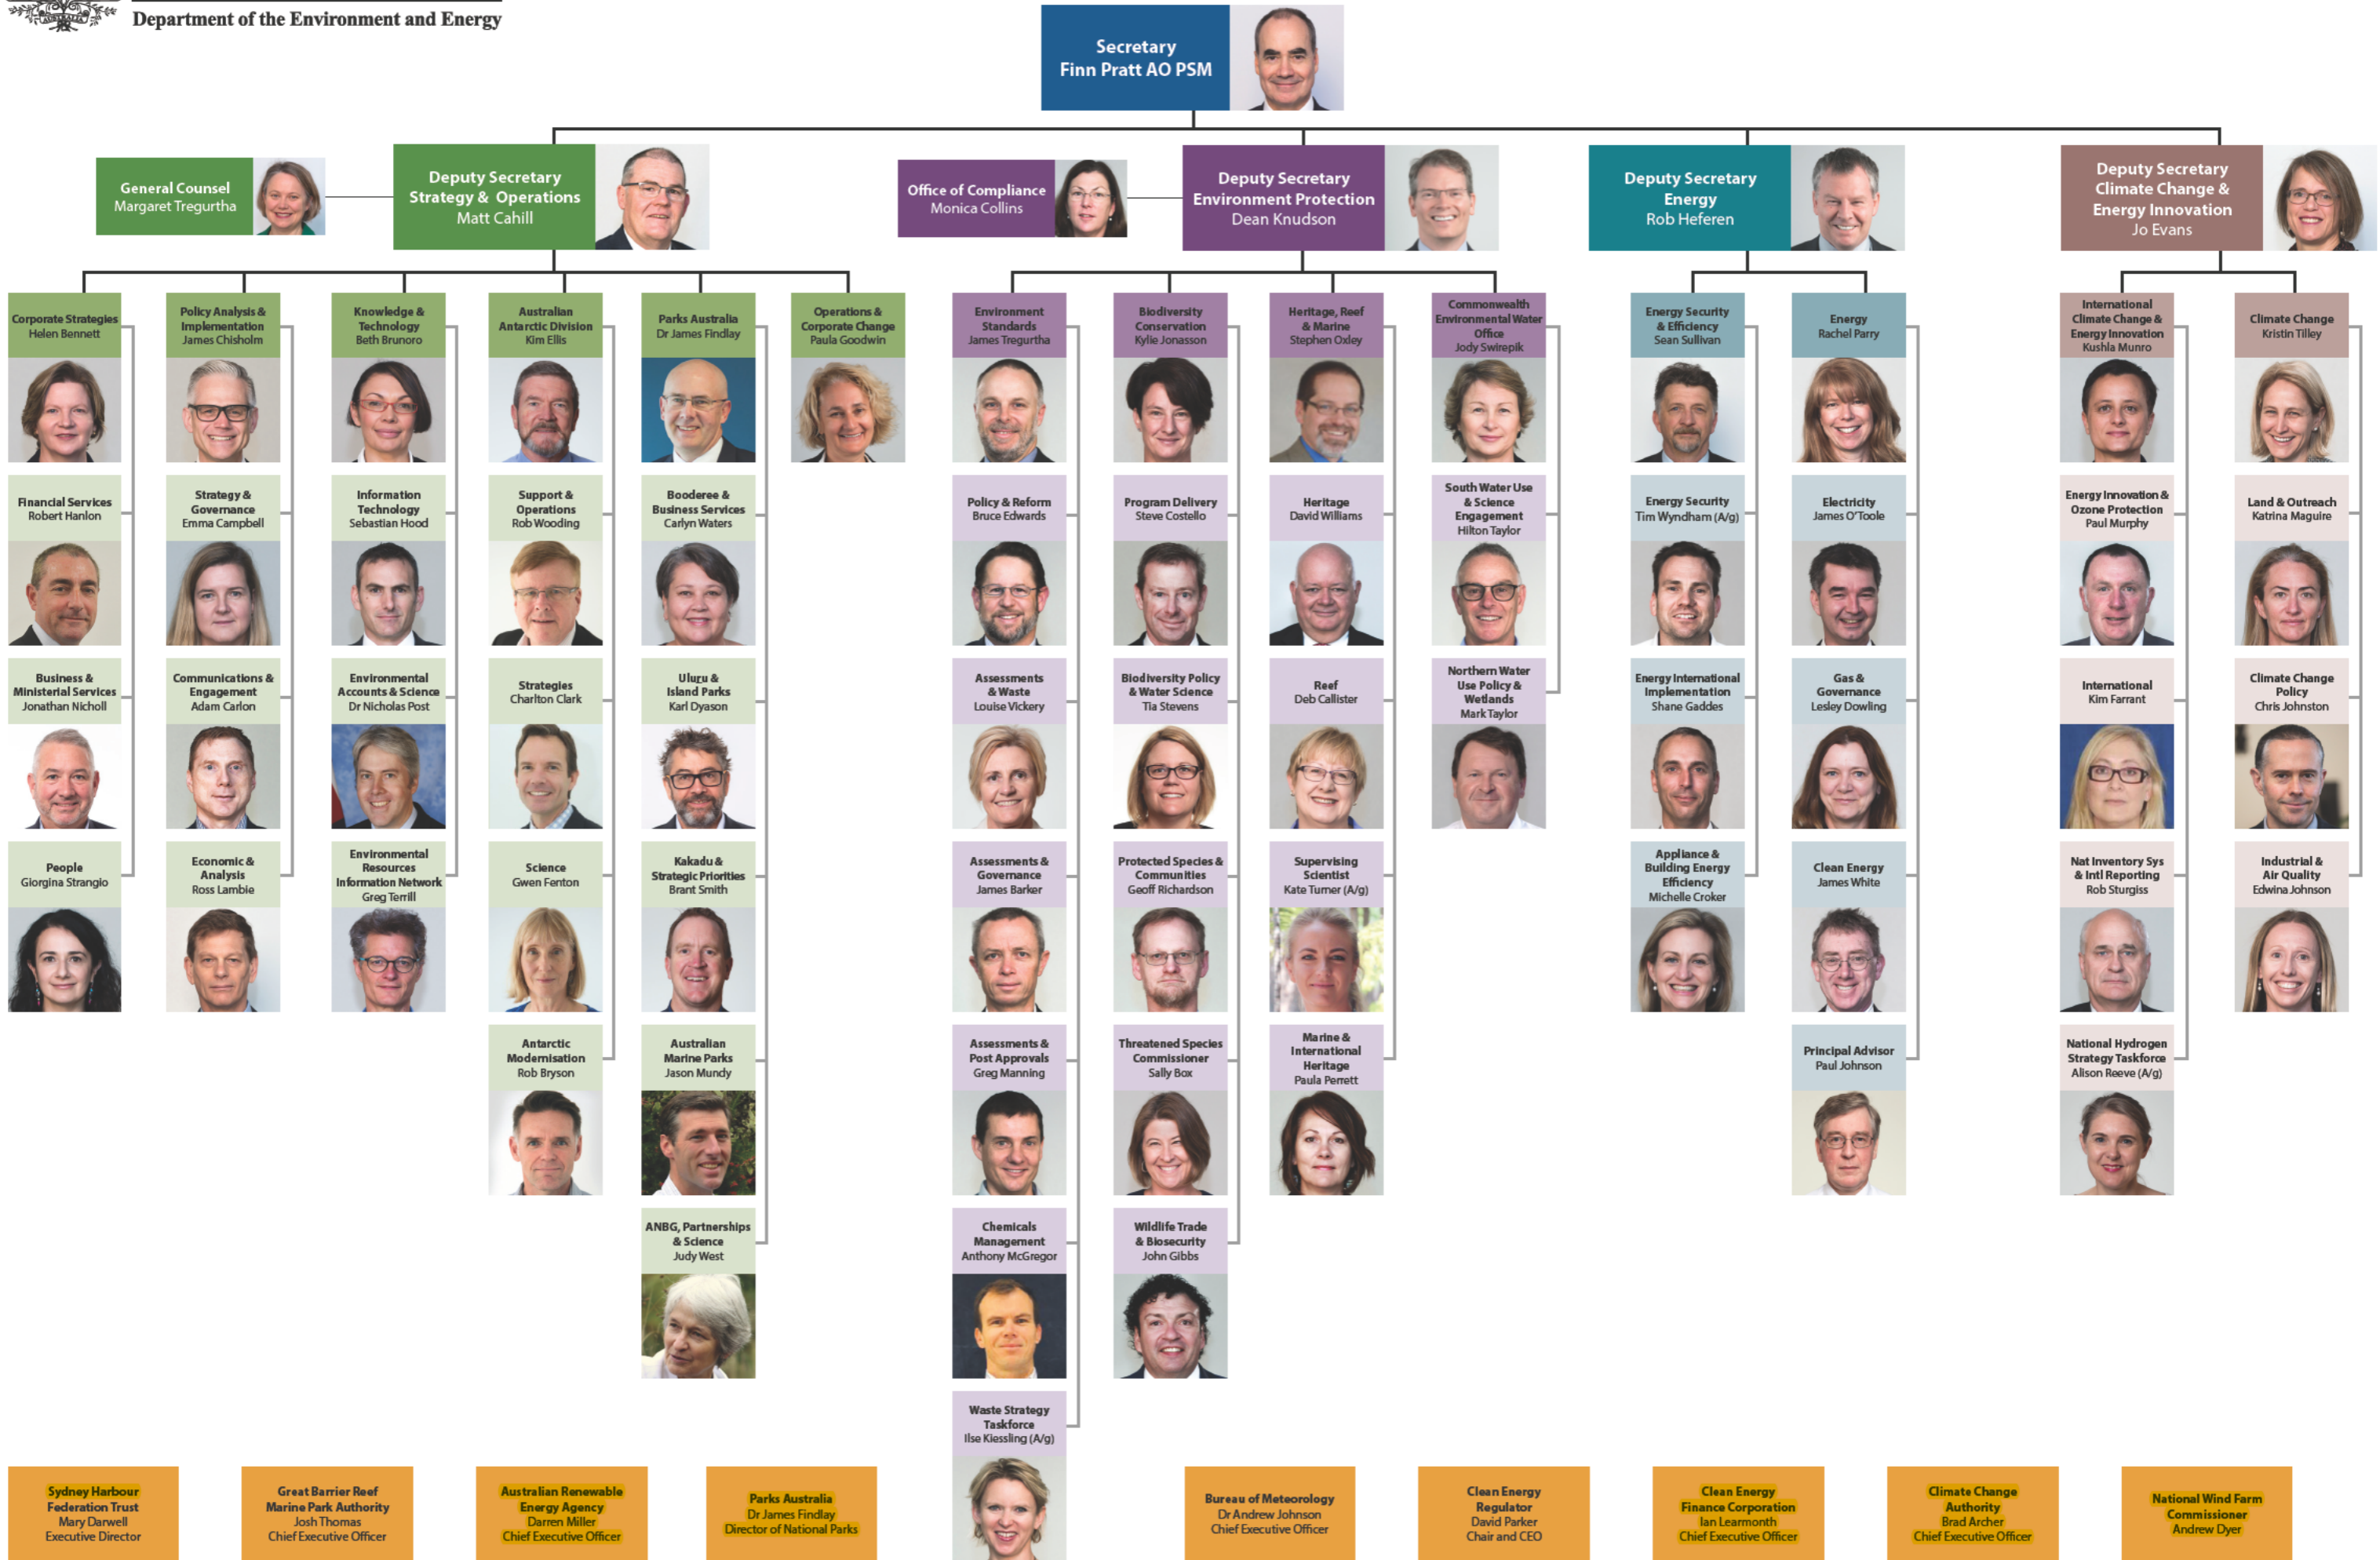 AUSTRALIA
Department of the Environment and Energy
Secretary
Finn Pratt AO PSM
General Counsel
Margaret Tregurtha
Deputy Secretary
Strategy & Operations
Matt Cahill
Office of Compliance
Monica Collins
Deputy Secretary
Environment Protection
Dean Knudson
Deputy Secretary
Energy
Rob Heferen
Deputy Secretary
Climate Change &
Energy Innovation
Jo Evans
Corporate Strategies
Helen Bennett
Policy Analysis &
Implementation
James Chisholm
Knowledge &
Technology
Beth Brunoro
Australian
Antarctic Division
Kim Ellis
Parks Australia
Dr James Findlay
Operations &
Corporate Change
Paula Goodwin
Environment
Standards
James Tregurtha
Biodiversity
Conservation
Kylie Jonasson
Heritage, Reef
& Marine
Stephen Oxley
Commonwealth
Environmental Water
Office
Jody Swirepik
Energy Security
& Efficiency
Sean Sullivan
Energy
Rachel Parry
International
Climate Change &
Energy Innovation
Kushla Munro
Climate Change
Kristin Tilley
Financial Services
Robert Hanlon
Strategy &
Governance
Emma Campbell
Information
Technology
Sebastian Hood
Support &
Operations
Rob Wooding
Booderee &
Business Services
Carlyn Waters
Policy & Reform
Bruce Edwards
Program Delivery
Steve Costello
Heritage
David Williams
South Water Use
& Science
Engagement
Hilton Taylor
Energy Security
Tim Wyndham (A/g)
Electricity
James O'Toole
Energy Innovation &
Ozone Protection
Paul Murphy
Land & Outreach
Katrina Maguire
Business &
Ministerial Services
Jonathan Nicholl
Communications &
Engagement
Adam Carlon
Environmental
Accounts & Science
Dr Nicholas Post
Strategies
Charlton Clark
Uluṟu &
Island Parks
Karl Dyason
Assessments
& Waste
Louise Vickery
Biodiversity Policy
& Water Science
Tia Stevens
Reef
Deb Callister
Northern Water
Use Policy &
Wetlands
Mark Taylor
Energy International
Implementation
Shane Gaddes
Gas &
Governance
Lesley Dowling
International
Kim Farrant
Climate Change
Policy
Chris Johnston
People
Giorgina Strangio
Economic &
Analysis
Ross Lambie
Environmental
Resources
Information Network
Greg Terrill
Science
Gwen Fenton
Kakadu &
Strategic Priorities
Brant Smith
Assessments &
Governance
James Barker
Protected Species &
Communities
Geoff Richardson
Supervising
Scientist
Kate Turner (A/g)
Appliance &
Building Energy
Efficiency
Michelle Croker
Clean Energy
James White
Nat Inventory Sys
& Intl Reporting
Rob Sturgiss
Industrial &
Air Quality
Edwina Johnson
Antarctic
Modernisation
Rob Bryson
Australian
Marine Parks
Jason Mundy
Assessments &
Post Approvals
Greg Manning
Threatened Species
Commissioner
Sally Box
Marine &
International
Heritage
Paula Perrett
Principal Advisor
Paul Johnson
National Hydrogen
Strategy Taskforce
Alison Reeve (A/g)
ANBG, Partnerships
& Science
Judy West
Chemicals
Management
Anthony McGregor
Wildlife Trade
& Biosecurity
John Gibbs
Waste Strategy
Taskforce
Ilse Kiessling (A/g)
Sydney Harbour
Federation Trust
Mary Darwell
Executive Director
Great Barrier Reef
Marine Park Authority
Josh Thomas
Chief Executive Officer
Australian Renewable
Energy Agency
Darren Miller
Chief Executive Officer
Parks Australia
Dr James Findlay
Director of National Parks
Bureau of Meteorology
Dr Andrew Johnson
Chief Executive Officer
Clean Energy
Regulator
David Parker
Chair and CEO
Clean Energy
Finance Corporation
Ian Learmonth
Chief Executive Officer
Climate Change
Authority
Brad Archer
Chief Executive Officer
National Wind Farm
Commissioner
Andrew Dyer